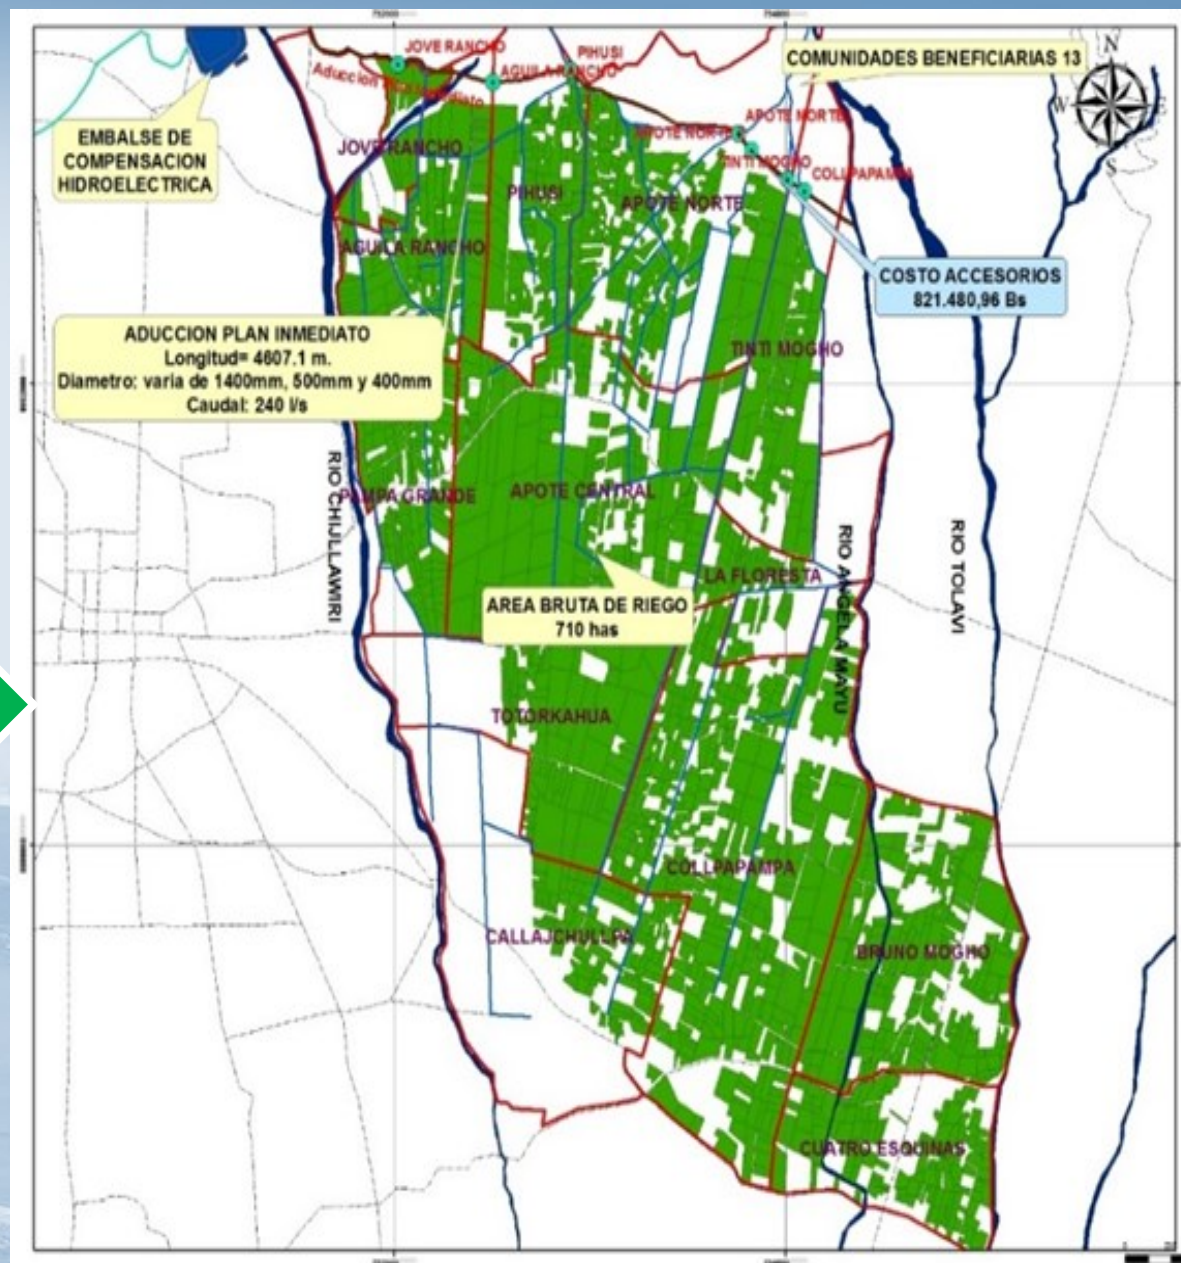 JOVE RANCHO
PIHUSI
AGUILA RANCHO
COMUNIDADES BENEFICIARIAS 13
N
W
E
S
EMBALSE DE
COMPENSACION
HIDROELECTRICA
APOTE NORTE
APOTE NORTE
TINTI MOGHO
COLLPAPAMPA
JOVE RANCHO
PIHUSI
APOTE NORTE
AGUILA RANCHO
COSTO ACCESORIOS
821.480,96 Bs
ADUCCION PLAN INMEDIATO
Longitud= 4607.1 m.
Diametro: varia de 1400mm, 500mm y 400mm
Caudal: 240 l/s
TINTI MOGHO
RIO CHIJLLAWIRI
PAMPA GRANDE
APOTE CENTRAL
RIO ANGELA MAYU
RIO TOLAVI
LA FLORESTA
AREA BRUTA DE RIEGO
710 has
TOTORKAHUA
COLLPAPAMPA
CALLAJCHULLPA
BRUNO MOGHO
CUATRO ESQUINAS